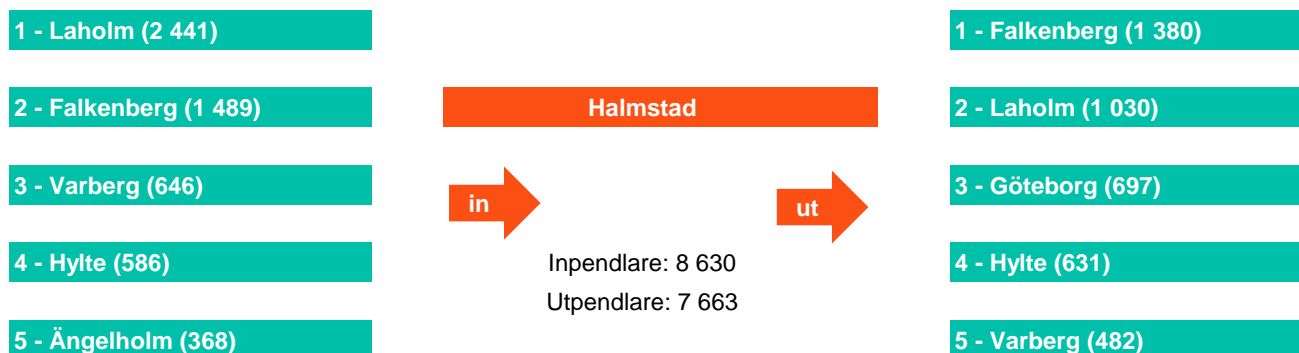 1 - Laholm (2 441)
2 - Falkenberg (1 489)
3 - Varberg (646)
4 - Hylte (586)
5 - Ängelholm (368)
Halmstad
in
ut
Inpendlare: 8 630
Utpendlare: 7 663
1 - Falkenberg (1 380)
2 - Laholm (1 030)
3 - Göteborg (697)
4 - Hylte (631)
5 - Varberg (482)